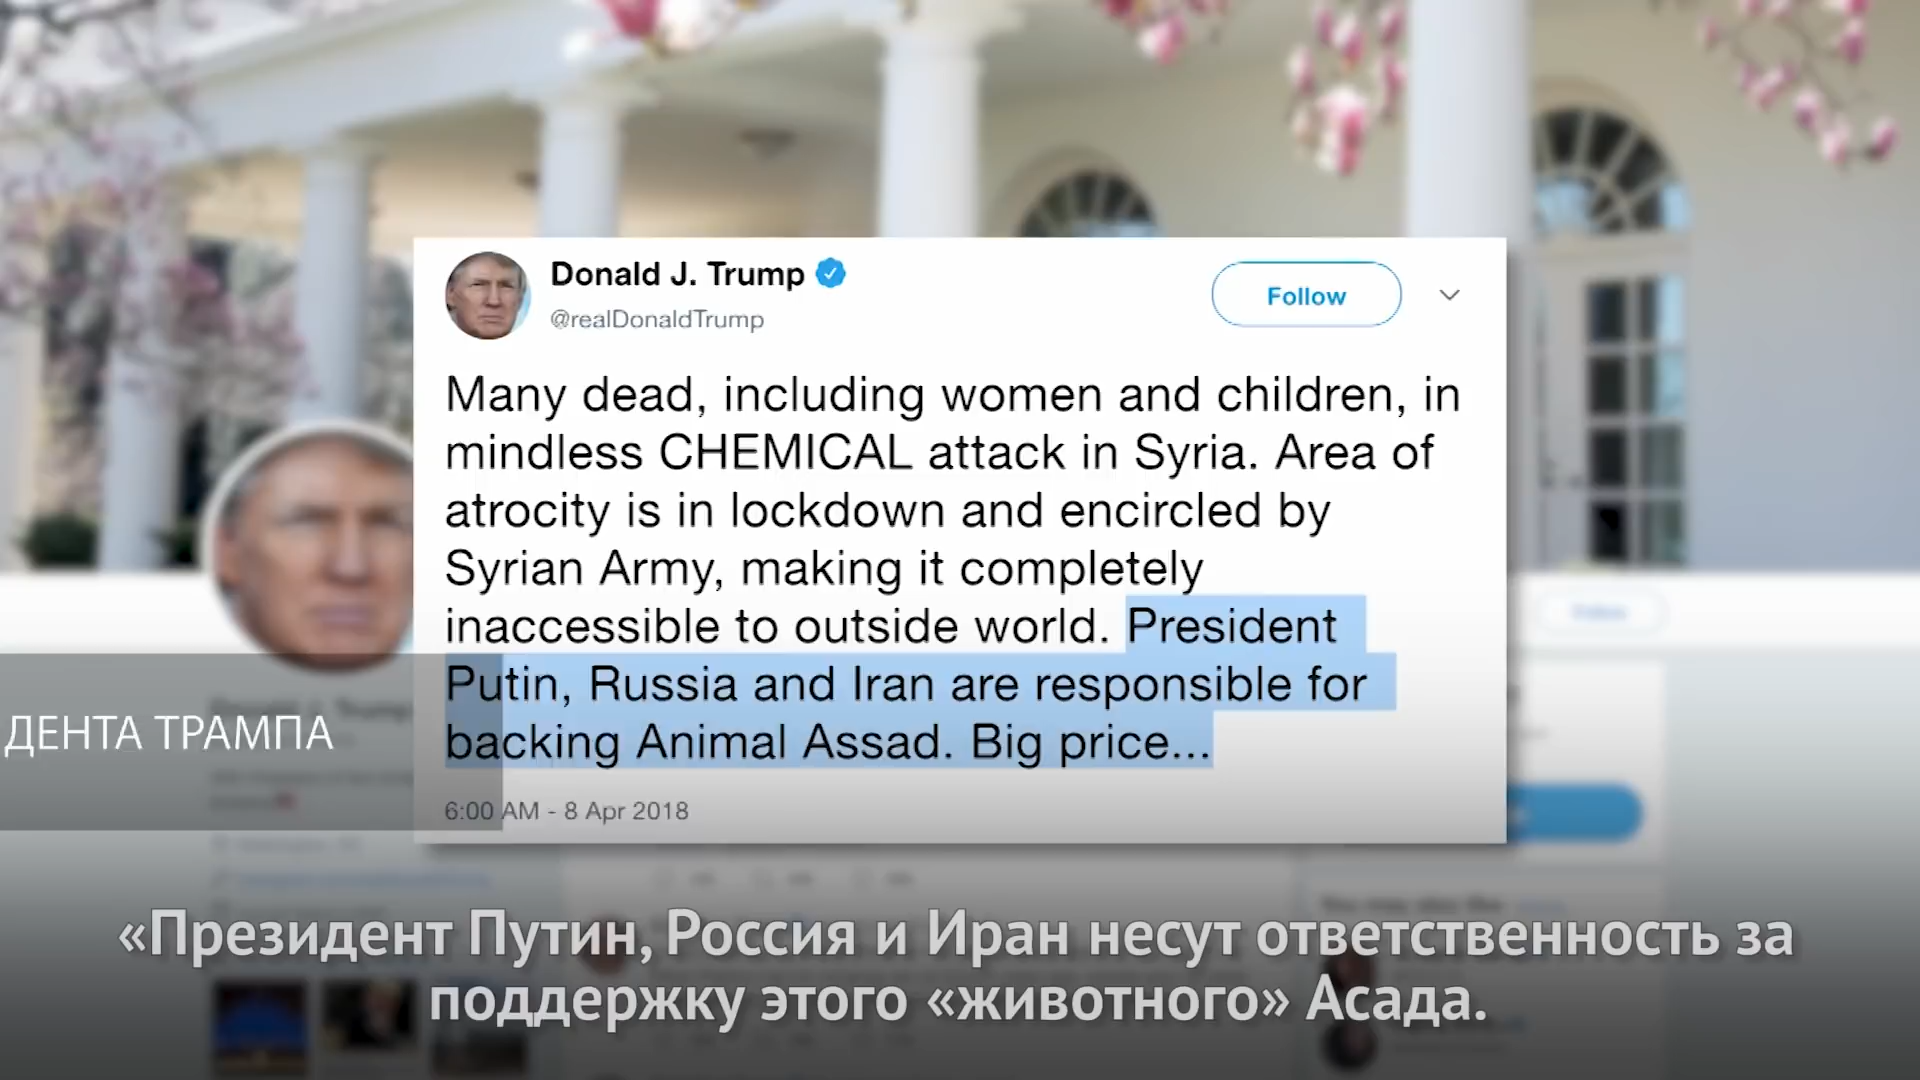 Donald J. Trump
@realDonaldTrump
Follow
Many dead, including women and children, in
mindless CHEMICAL attack in Syria. Area of
atrocity is in lockdown and encircled by
Syrian Army, making it completely
inaccessible to outside world. President
Putin, Russia and Iran are responsible for
backing Animal Assad. Big price...
6:00 AM - 8 Apr 2018
ДЕНТА ТРАМПА
«Президент Путин, Россия и Иран несут ответственность за
поддержку этого «животного» Асада.